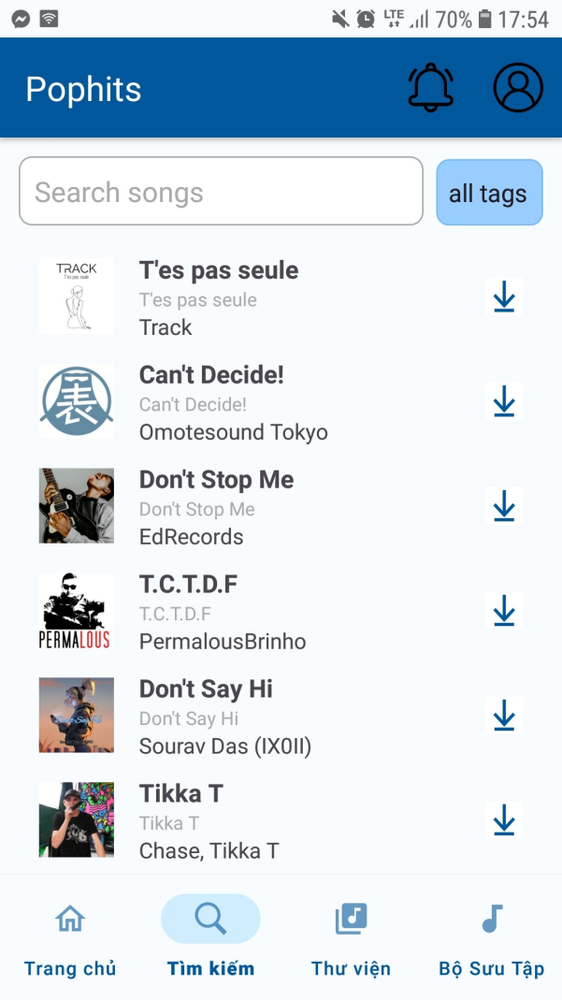 LTE 70% 17:54
Pophits
Search songs
all tags
TRACK
T'es pas seule
T'es pas seule
T'es pas seule
Track
表
Can't Decide!
Can't Decide!
Omotesound Tokyo
Don't Stop Me
Don't Stop Me
EdRecords
PERMALOUS
T.C.T.D.F
T.C.T.D.F
PermalousBrinho
Don't Say Hi
Don't Say Hi
Sourav Das (IX0II)
Tikka T
Tikka T
Chase, Tikka T
Trang chủ
Tìm kiếm
Thư viện
Bộ Sưu Tập